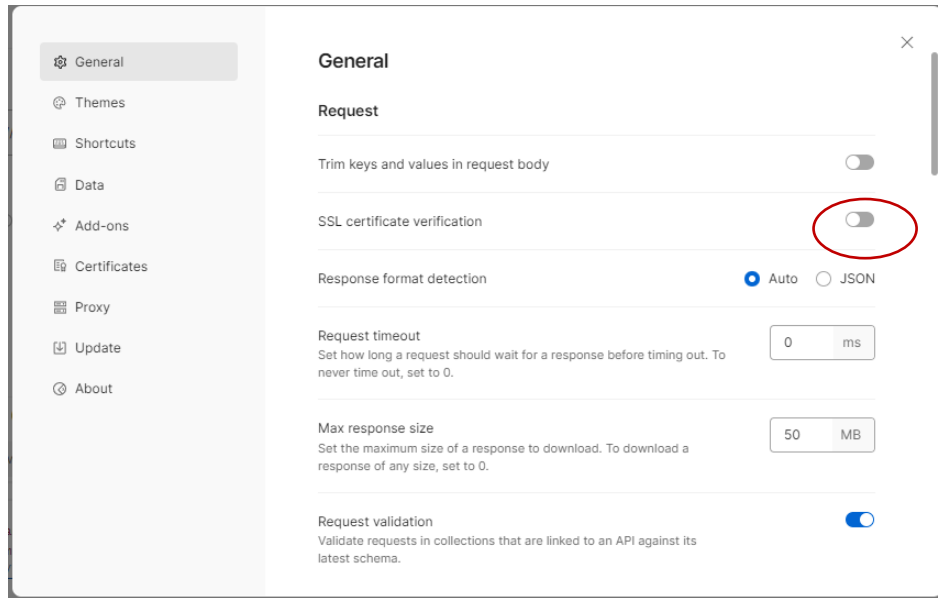 General
Themes
Shortcuts
Data
Add-ons
Certificates
Proxy
Update
About
General
Request
Trim keys and values in request body
SSL certificate verification
Response format detection
Auto
JSON
Request timeout
Set how long a request should wait for a response before timing out. To
never time out, set to 0.
0 ms
Max response size
Set the maximum size of a response to download. To download a
response of any size, set to 0.
50 MB
Request validation
Validate requests in collections that are linked to an API against its
latest schema.